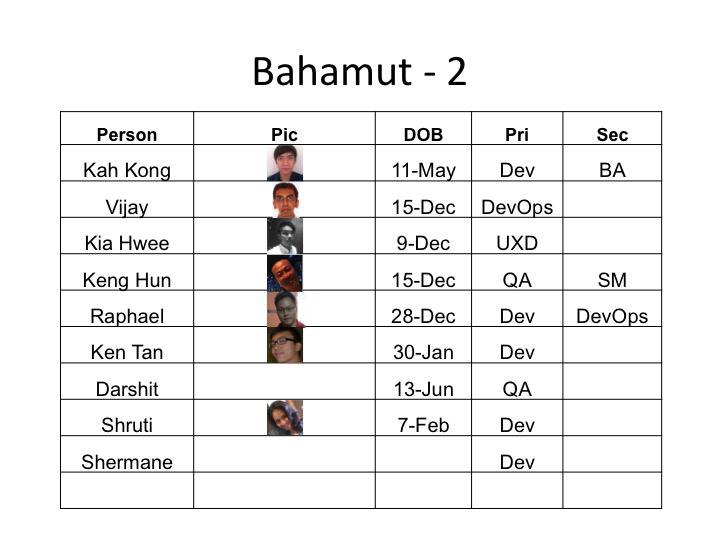 Bahamut - 2
Person Pic DOB Pri Sec
Kah Kong 11-May Dev BA
Vijay 15-Dec DevOps
Kia Hwee 9-Dec UXD
Keng Hun 15-Dec QA SM
Raphael 28-Dec Dev DevOps
Ken Tan 30-Jan Dev
Darshit 13-Jun QA
Shruti 7-Feb Dev
Shermane Dev